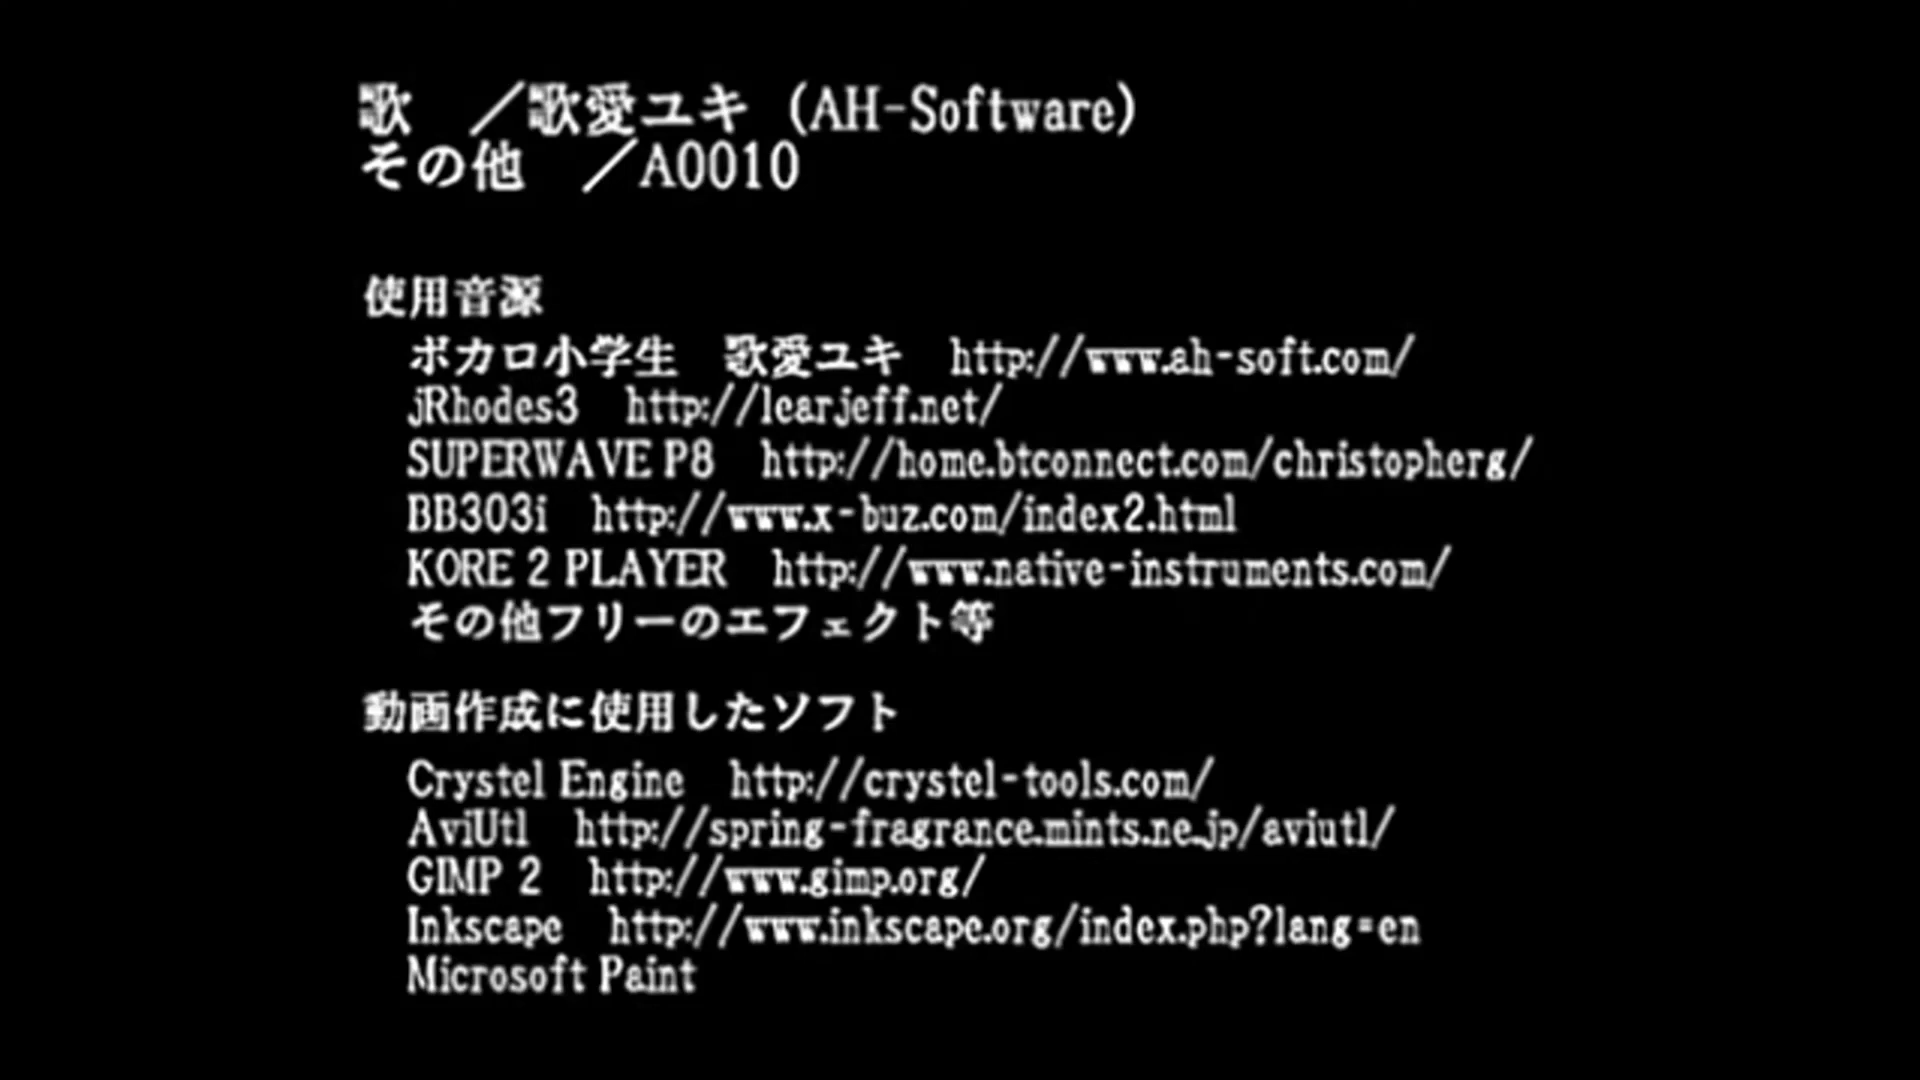 歌　／歌愛ユキ (AH-Software)
その他　／A0010
使用音源
ボカロ小学生　歌愛ユキ　http://www.ah-soft.com/
jRhodes3　http://learjeff.net/
SUPERWAVE P8　http://home.btconnect.com/christopherg/
BB303i　http://www.x-buz.com/index2.html
KORE 2 PLAYER　http://www.native-instruments.com/
その他フリーのエフェクト等
動画作成に使用したソフト
Crystel Engine　http://crystel-tools.com/
AviUtl　http://spring-fragrance.mints.ne.jp/aviutl/
GIMP 2　http://www.gimp.org/
Inkscape　http://www.inkscape.org/index.php?lang=en
Microsoft Paint